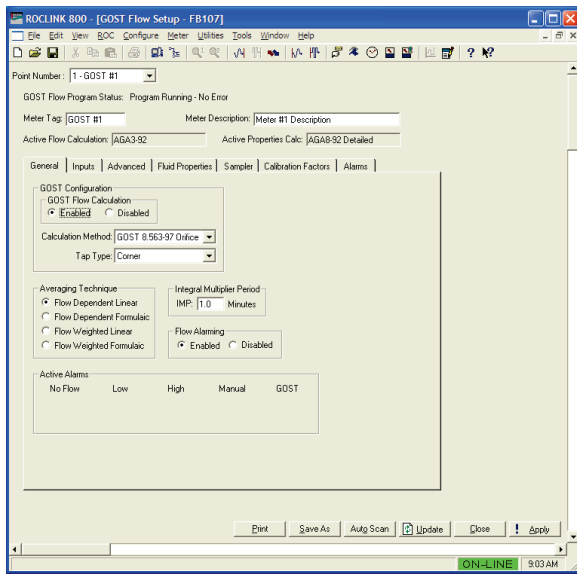 ROCLINK 800 - [GOST Flow Setup - FB107]
File Edit View ROC Configure Meter Utilities Tools Window Help
Point Number: 1 - GOST #1
GOST Flow Program Status: Program Running - No Error
Meter Tag: GOST #1 Meter Description: Meter #1 Description
Active Flow Calculation: AGA3-92 Active Properties Calc: AGA8-92 Detailed
General Inputs Advanced Fluid Properties Sampler Calibration Factors Alarms
GOST Configuration
GOST Flow Calculation
Enabled Disabled
Calculation Method: GOST 8.563-97 Orifice
Tap Type: Corner
Averaging Technique
Flow Dependent Linear
Flow Dependent Formulaic
Flow Weighted Linear
Flow Weighted Formulaic
Integral Multiplier Period
IMP: 1.0 Minutes
Flow Alarming
Enabled Disabled
Active Alarms
No Flow Low High Manual GOST
Print Save As Auto Scan Update Close ! Apply
ON-LINE 9:03 AM